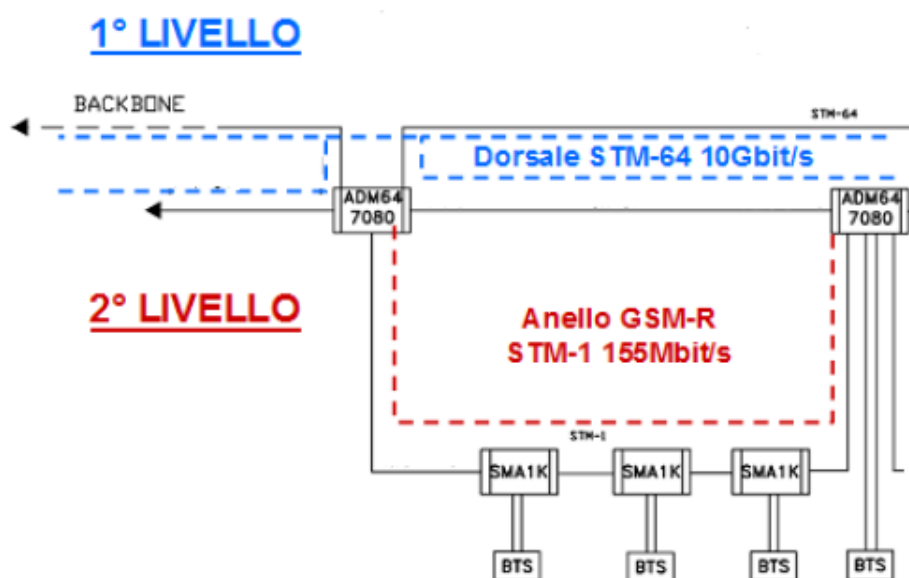 1° LIVELLO
BACKBONE
STM-64
Dorsale STM-64 10Gbit/s
ADM64
7080
ADM64
7080
2° LIVELLO
Anello GSM-R
STM-1 155Mbit/s
STM-1
SMA1K
SMA1K
SMA1K
BTS
BTS
BTS
BTS